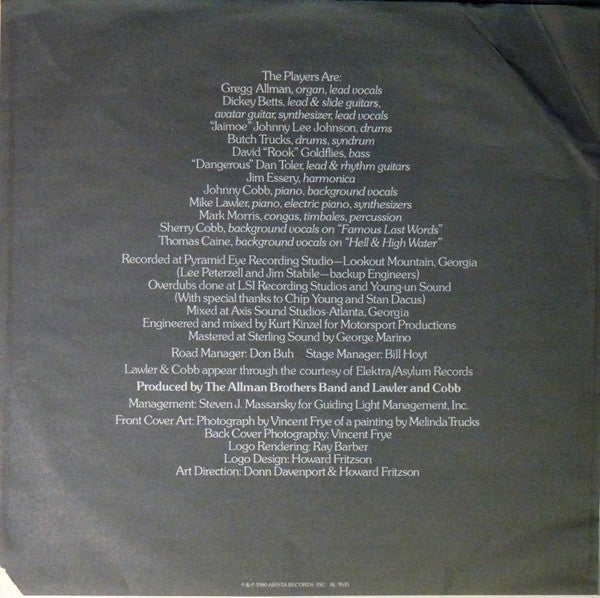 The Players Are:
Gregg Allman, organ, lead vocals
Dickey Betts, lead & slide guitars,
avatar guitar, synthesizer, lead vocals
"Jaimoe" Johnny Lee Johnson, drums
Butch Trucks, drums, syndrum
David "Rook" Goldflies, bass
"Dangerous" Dan Toler, lead & rhythm guitars
Jim Essery, harmonica
Johnny Cobb, piano, background vocals
Mike Lawler, piano, electric piano, synthesizers
Mark Morris, congas, timbales, percussion
Sherry Cobb, background vocals on "Famous Last Words"
Thomas Caine, background vocals on "Hell & High Water"
Recorded at Pyramid Eye Recording Studio—Lookout Mountain, Georgia
(Lee Peterzell and Jim Stabile—backup Engineers)
Overdubs done at LSI Recording Studios and Young-un Sound
(With special thanks to Chip Young and Stan Dacus)
Mixed at Axis Sound Studios-Atlanta, Georgia
Engineered and mixed by Kurt Kinzel for Motorsport Productions
Mastered at Sterling Sound by George Marino
Road Manager: Don Buh Stage Manager: Bill Hoyt
Lawler & Cobb appear through the courtesy of Elektra/Asylum Records
Produced by The Allman Brothers Band and Lawler and Cobb
Management: Steven J. Massarsky for Guiding Light Management, Inc.
Front Cover Art: Photograph by Vincent Frye of a painting by Melinda Trucks
Back Cover Photography: Vincent Frye
Logo Rendering: Ray Barber
Logo Design: Howard Fritzson
Art Direction: Donn Davenport & Howard Fritzson
℗ & © 1980 ARISTA RECORDS, INC. AL 9535